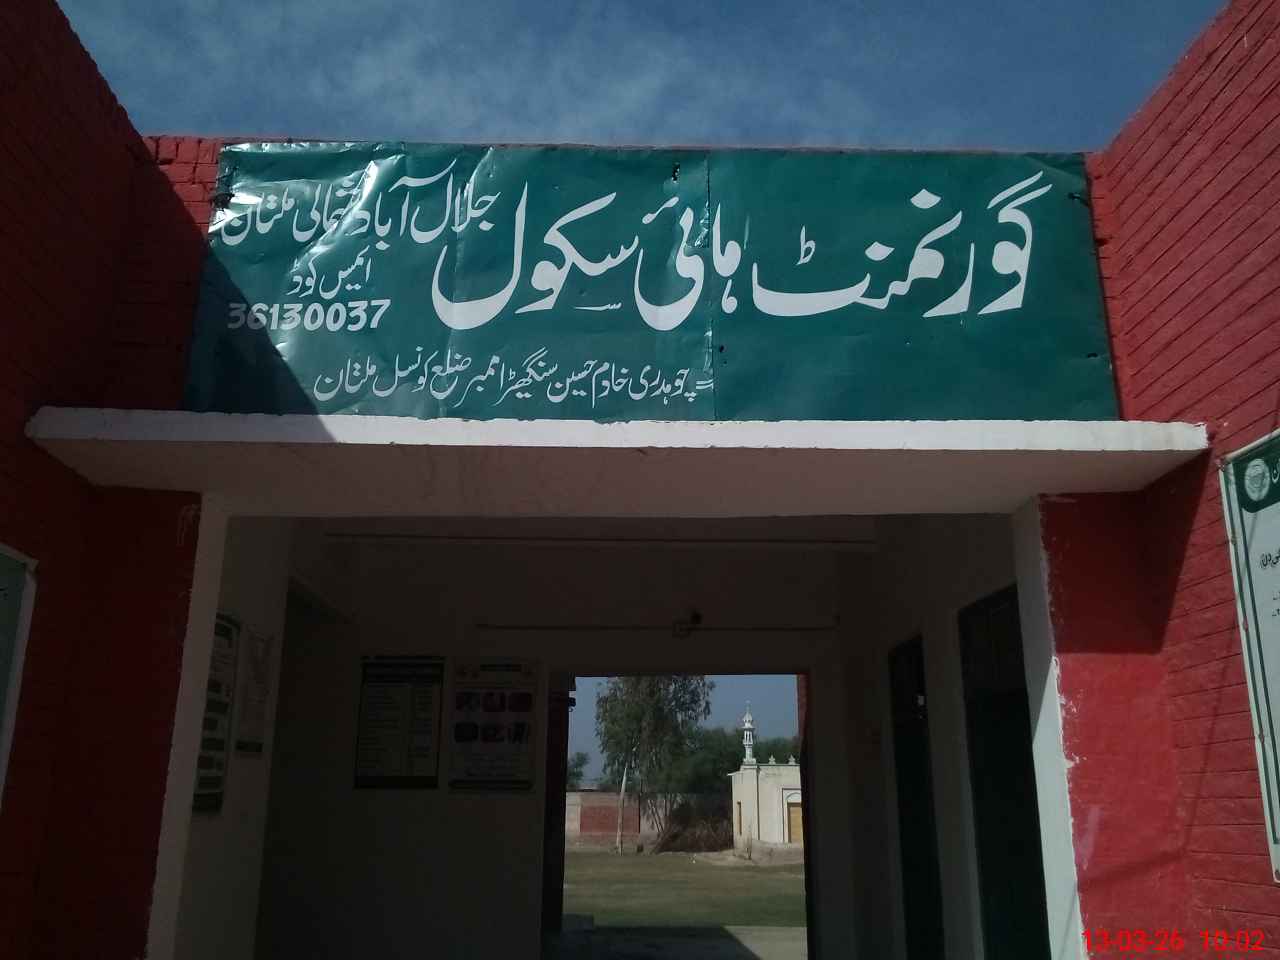 گورنمنٹ ہائی سکول
جلال آباد شمالی ملتان
ایمس کوڈ
36130037
چوہدری خادم حسین سنگھیڑا ممبر ضلع کونسل ملتان
13-03-26 10:02